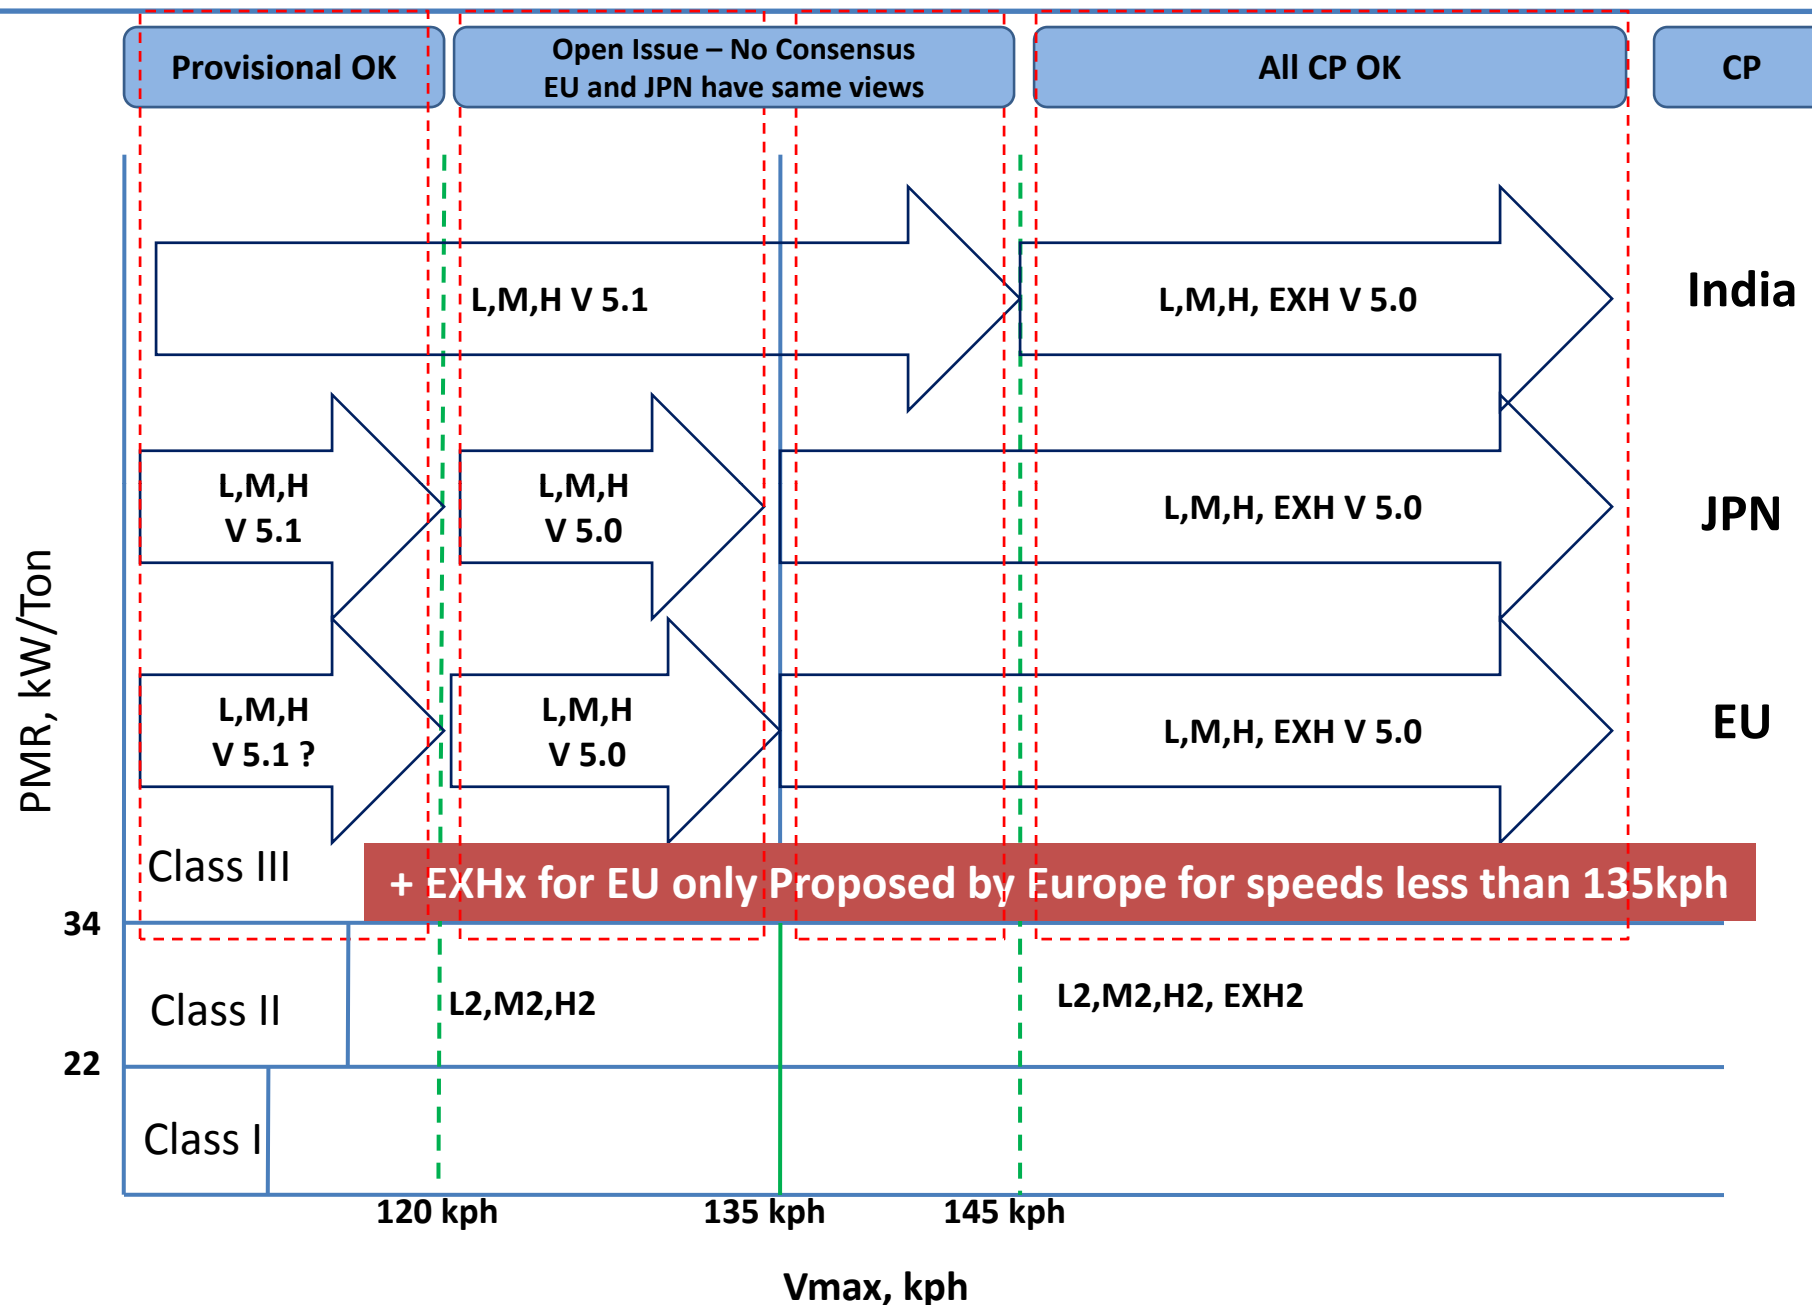 Provisional OK
Open Issue – No Consensus
EU and JPN have same views
All CP OK
CP
L,M,H V 5.1
L,M,H, EXH V 5.0
India
L,M,H
V 5.1
L,M,H
V 5.0
L,M,H, EXH V 5.0
JPN
L,M,H
V 5.1 ?
L,M,H
V 5.0
L,M,H, EXH V 5.0
EU
PMR, kW/Ton
Class III
+ EXHx for EU only Proposed by Europe for speeds less than 135kph
34
Class II
L2,M2,H2
L2,M2,H2, EXH2
22
Class I
120 kph
135 kph
145 kph
Vmax, kph